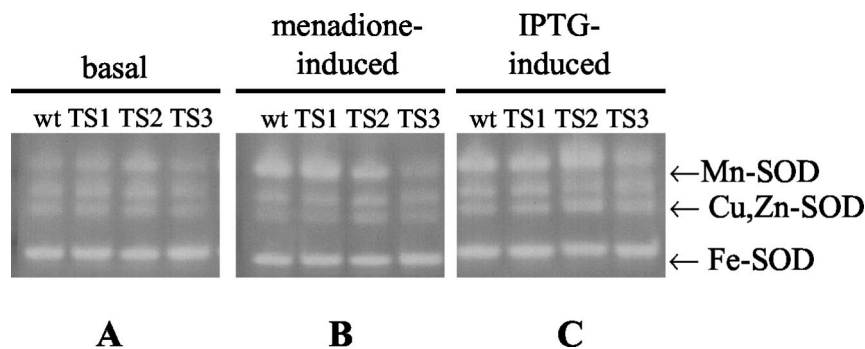 basal
menadione-
induced
IPTG-
induced
wt TS1 TS2 TS3
wt TS1 TS2 TS3
wt TS1 TS2 TS3
←Mn-SOD
← Cu,Zn-SOD
← Fe-SOD
A
B
C